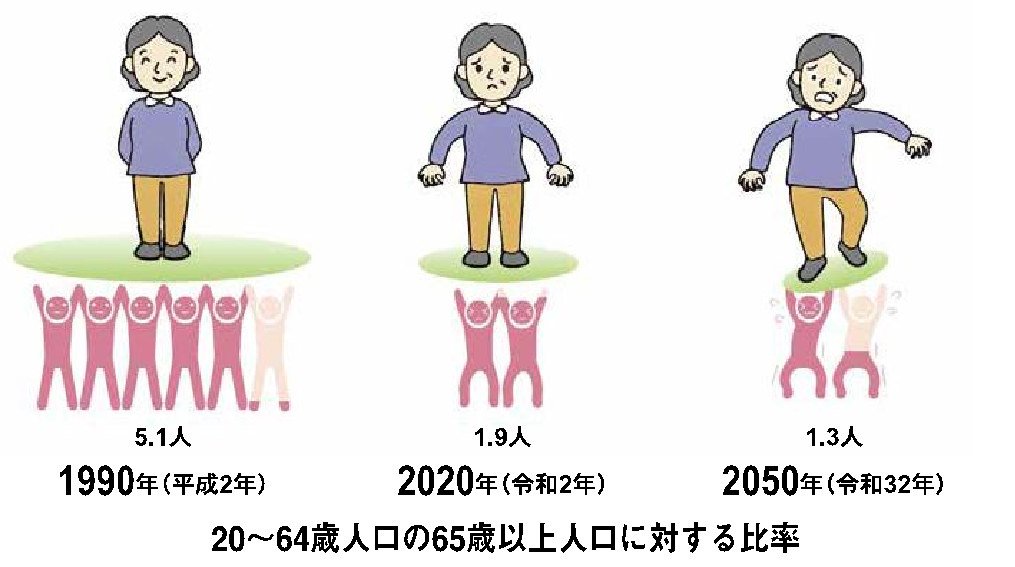 5.1人
1.9人
1.3人
1990年(平成2年)
2020年(令和2年)
2050年(令和32年)
20～64歳人口の65歳以上人口に対する比率